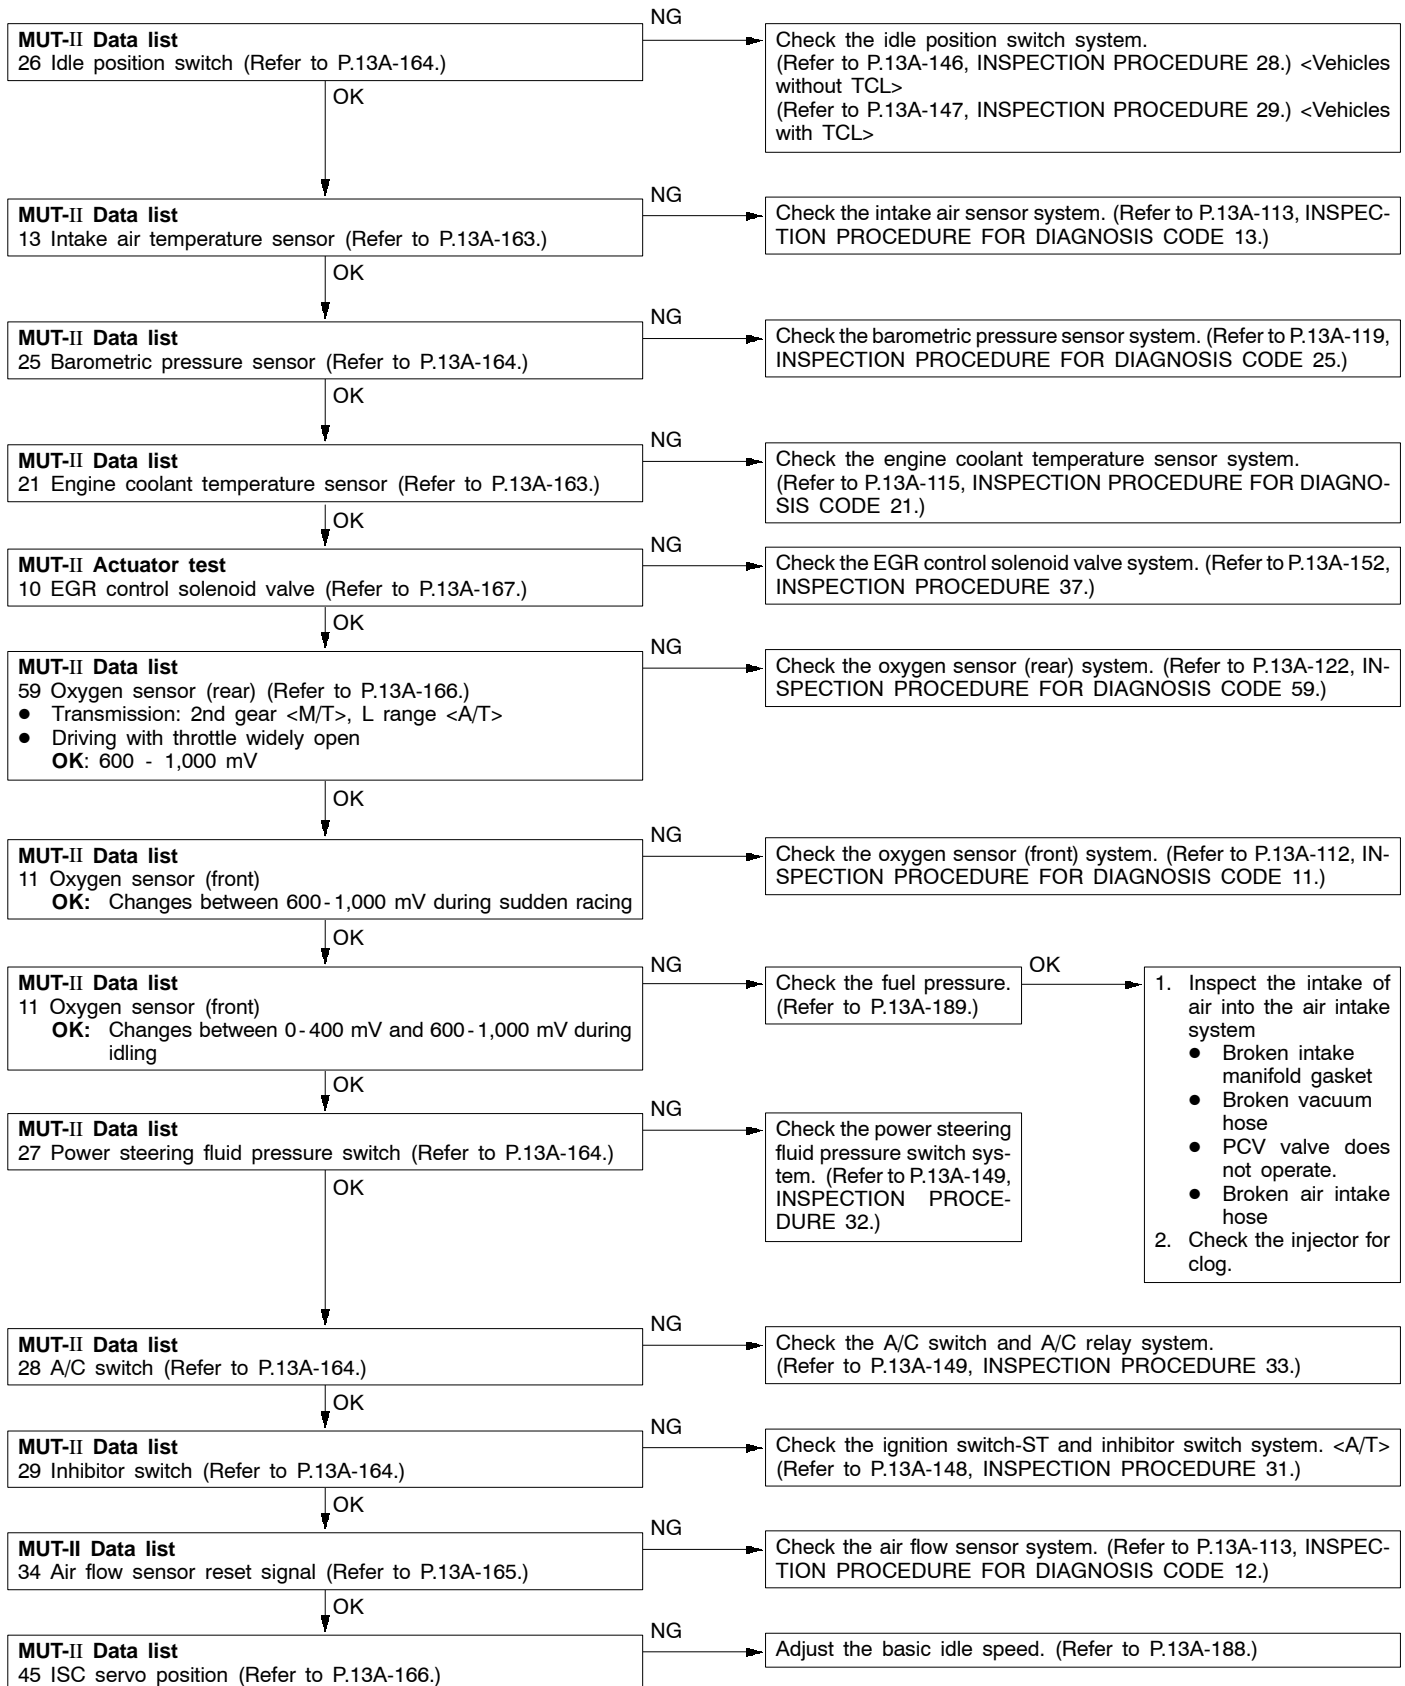 NG
MUT-II Data list
26 Idle position switch (Refer to P.13A-164.)
Check the idle position switch system.
(Refer to P.13A-146, INSPECTION PROCEDURE 28.) <Vehicles
without TCL>
(Refer to P.13A-147, INSPECTION PROCEDURE 29.) <Vehicles
with TCL>
OK
NG
MUT-II Data list
13 Intake air temperature sensor (Refer to P.13A-163.)
Check the intake air sensor system. (Refer to P.13A-113, INSPEC-
TION PROCEDURE FOR DIAGNOSIS CODE 13.)
OK
NG
MUT-II Data list
25 Barometric pressure sensor (Refer to P.13A-164.)
Check the barometric pressure sensor system. (Refer to P.13A-119,
INSPECTION PROCEDURE FOR DIAGNOSIS CODE 25.)
OK
NG
MUT-II Data list
21 Engine coolant temperature sensor (Refer to P.13A-163.)
Check the engine coolant temperature sensor system.
(Refer to P.13A-115, INSPECTION PROCEDURE FOR DIAGNO-
SIS CODE 21.)
OK
NG
MUT-II Actuator test
10 EGR control solenoid valve (Refer to P.13A-167.)
Check the EGR control solenoid valve system. (Refer to P.13A-152,
INSPECTION PROCEDURE 37.)
OK
NG
MUT-II Data list
59 Oxygen sensor (rear) (Refer to P.13A-166.)
● Transmission: 2nd gear <M/T>, L range <A/T>
● Driving with throttle widely open
OK: 600 - 1,000 mV
Check the oxygen sensor (rear) system. (Refer to P.13A-122, IN-
SPECTION PROCEDURE FOR DIAGNOSIS CODE 59.)
OK
NG
MUT-II Data list
11 Oxygen sensor (front)
OK: Changes between 600-1,000 mV during sudden racing
Check the oxygen sensor (front) system. (Refer to P.13A-112, IN-
SPECTION PROCEDURE FOR DIAGNOSIS CODE 11.)
OK
NG
MUT-II Data list
11 Oxygen sensor (front)
OK: Changes between 0-400 mV and 600-1,000 mV during
idling
Check the fuel pressure.
(Refer to P.13A-189.)
OK
1. Inspect the intake of
air into the air intake
system
● Broken intake
manifold gasket
● Broken vacuum
hose
● PCV valve does
not operate.
● Broken air intake
hose
2. Check the injector for
clog.
OK
NG
MUT-II Data list
27 Power steering fluid pressure switch (Refer to P.13A-164.)
Check the power steering
fluid pressure switch sys-
tem. (Refer to P.13A-149,
INSPECTION PROCE-
DURE 32.)
OK
NG
MUT-II Data list
28 A/C switch (Refer to P.13A-164.)
Check the A/C switch and A/C relay system.
(Refer to P.13A-149, INSPECTION PROCEDURE 33.)
OK
NG
MUT-II Data list
29 Inhibitor switch (Refer to P.13A-164.)
Check the ignition switch-ST and inhibitor switch system. <A/T>
(Refer to P.13A-148, INSPECTION PROCEDURE 31.)
OK
NG
MUT-II Data list
34 Air flow sensor reset signal (Refer to P.13A-165.)
Check the air flow sensor system. (Refer to P.13A-113, INSPEC-
TION PROCEDURE FOR DIAGNOSIS CODE 12.)
OK
NG
MUT-II Data list
45 ISC servo position (Refer to P.13A-166.)
Adjust the basic idle speed. (Refer to P.13A-188.)